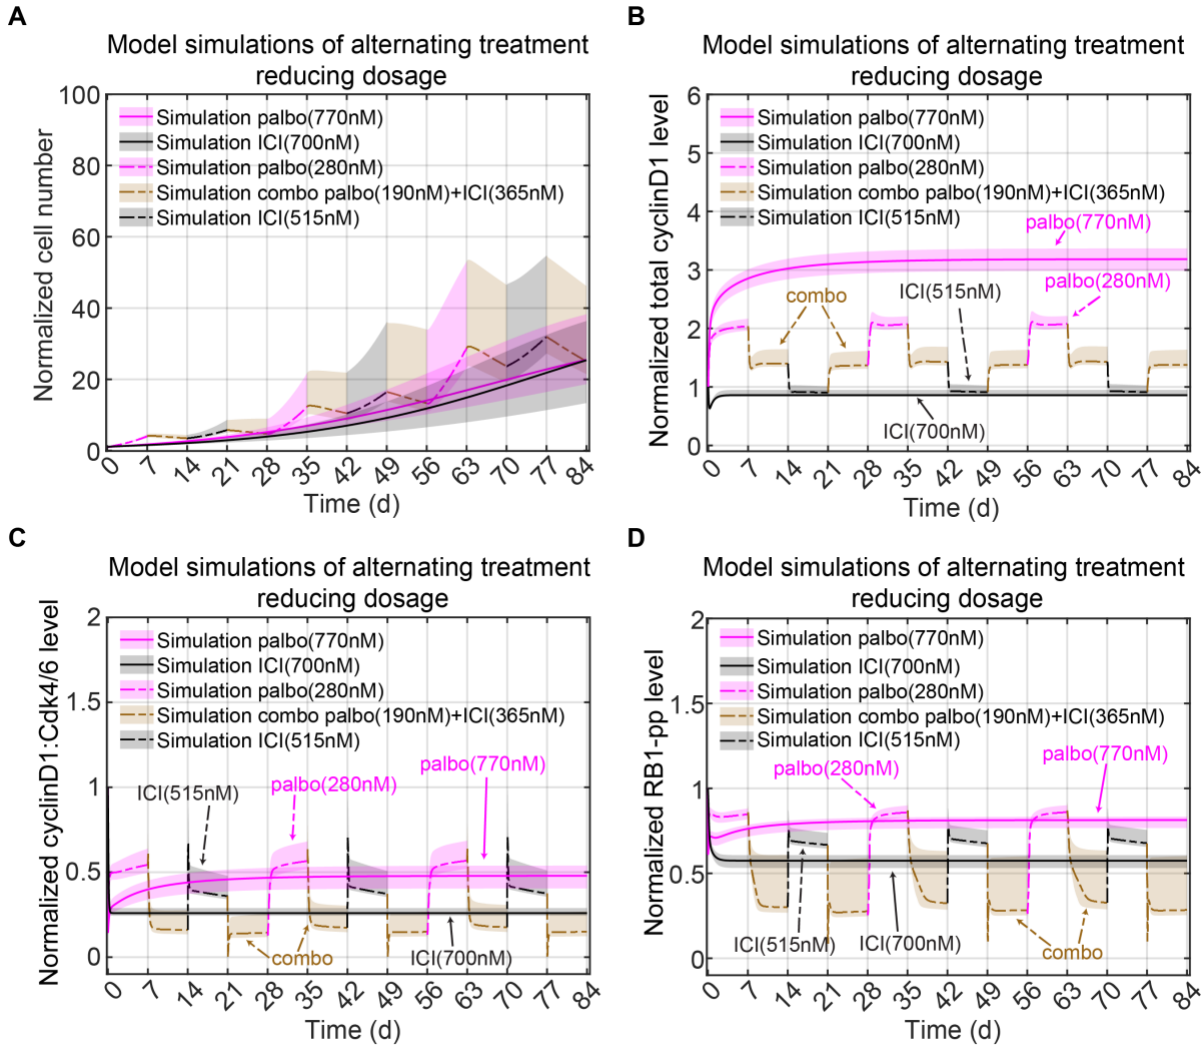 A
Model simulations of alternating treatment
reducing dosage
Normalized cell number
100
80
60
40
20
0
Simulation palbo(770nM)
Simulation ICI(700nM)
Simulation palbo(280nM)
Simulation combo palbo(190nM)+ICI(365nM)
Simulation ICI(515nM)
0 7 14 21 28 35 42 49 56 63 70 77 84
Time (d)
B
Model simulations of alternating treatment
reducing dosage
Normalized total cyclinD1 level
6
5
4
3
2
1
0
Simulation palbo(770nM)
Simulation ICI(700nM)
Simulation palbo(280nM)
Simulation combo palbo(190nM)+ICI(365nM)
Simulation ICI(515nM)
palbo(770nM)
palbo(280nM)
ICI(515nM)
combo
ICI(700nM)
0 7 14 21 28 35 42 49 56 63 70 77 84
Time (d)
C
Model simulations of alternating treatment
reducing dosage
Normalized cyclinD1:Cdk4/6 level
2
1.5
1
0.5
0
Simulation palbo(770nM)
Simulation ICI(700nM)
Simulation palbo(280nM)
Simulation combo palbo(190nM)+ICI(365nM)
Simulation ICI(515nM)
palbo(770nM)
palbo(280nM)
ICI(515nM)
combo
ICI(700nM)
0 7 14 21 28 35 42 49 56 63 70 77 84
Time (d)
D
Model simulations of alternating treatment
reducing dosage
Normalized RB1-pp level
2
1.5
1
0.5
0
Simulation palbo(770nM)
Simulation ICI(700nM)
Simulation palbo(280nM)
Simulation combo palbo(190nM)+ICI(365nM)
Simulation ICI(515nM)
palbo(770nM)
palbo(280nM)
ICI(515nM)
ICI(700nM)
combo
0 7 14 21 28 35 42 49 56 63 70 77 84
Time (d)